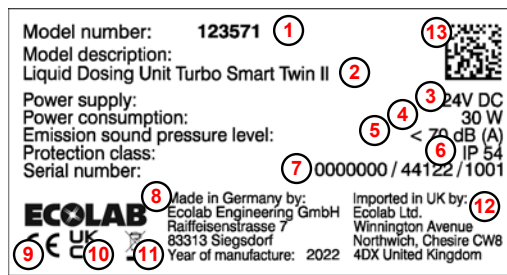 Model number: 123571 1
13
Model description:
Liquid Dosing Unit Turbo Smart Twin II 2
Power supply: 3 24V DC
Power consumption: 4 30 W
Emission sound pressure level: 5 < 70 dB (A)
Protection class: 6 IP 54
Serial number: 7 0000000 / 44122 / 1001
8
ECOLAB
9 CE
UK
10
11
Made in Germany by:
Ecolab Engineering GmbH
Raiffeisenstrasse 7
83313 Siegsdorf
Year of manufacture: 2022
Imported in UK by:
12
Ecolab Ltd.
Winnington Avenue
Northwich, Chesire CW8
4DX United Kingdom